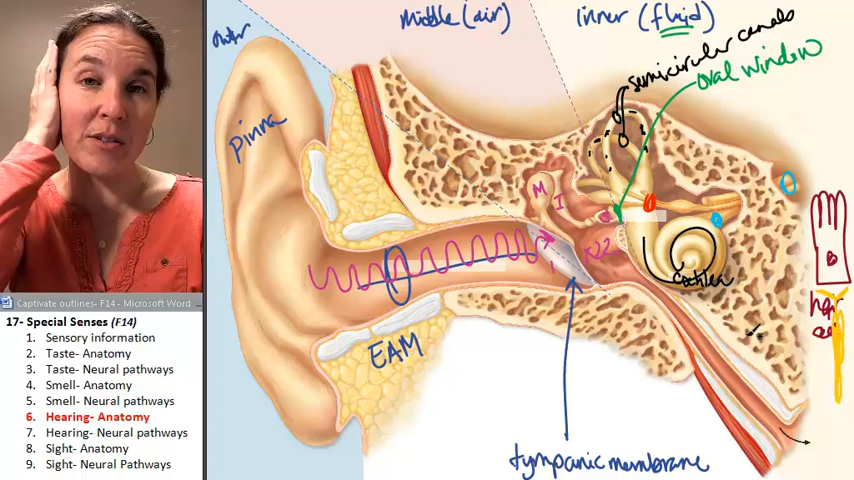 outer
middle (air)
inner (fluid)
semicircular canals
oval window
pinna
M
I
cochlea
EAM
tympanic membrane
hair
Captivate outlines- F14 - Microsoft Word
17- Special Senses (F14)
1. Sensory information
2. Taste- Anatomy
3. Taste- Neural pathways
4. Smell- Anatomy
5. Smell- Neural pathways
6. Hearing- Anatomy
7. Hearing- Neural pathways
8. Sight- Anatomy
9. Sight- Neural Pathways